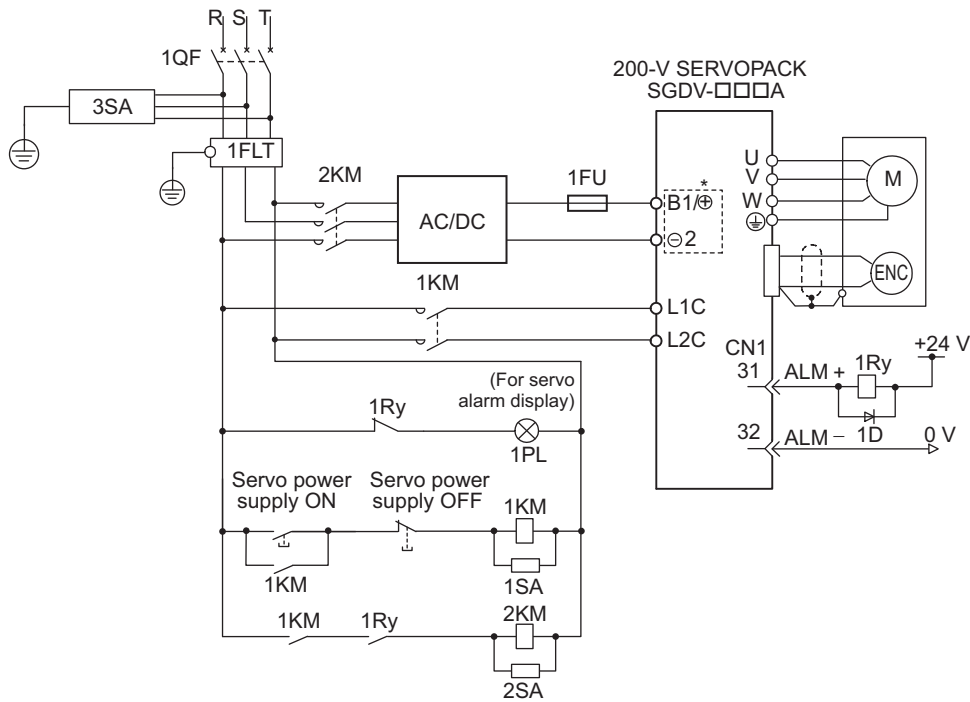 R S T
1QF
3SA
1FLT
200-V SERVOPACK
SGDV-□□□A
2KM
AC/DC
1FU
*
B1/⊕
⊖2
U
V
W
M
ENC
1KM
L1C
L2C
CN1
31
ALM +
1Ry
+24 V
1D
32
ALM −
0 V
(For servo
alarm display)
1Ry
1PL
Servo power
supply ON
Servo power
supply OFF
1KM
1KM
1SA
1KM
1Ry
2KM
2SA